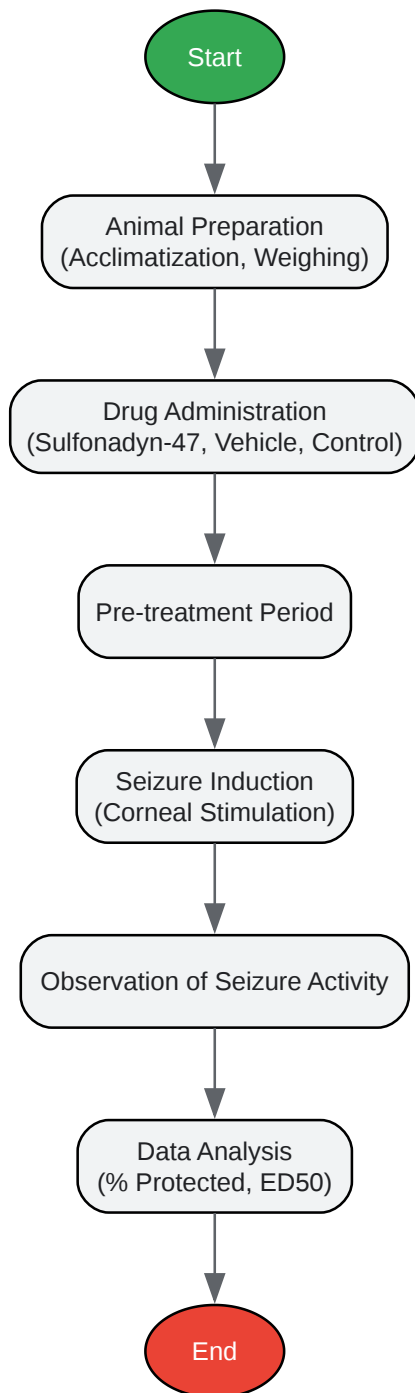 Start
Animal Preparation
(Acclimatization, Weighing)
Drug Administration
(Sulfonadyn-47, Vehicle, Control)
Pre-treatment Period
Seizure Induction
(Corneal Stimulation)
Observation of Seizure Activity
Data Analysis
(% Protected, ED50)
End